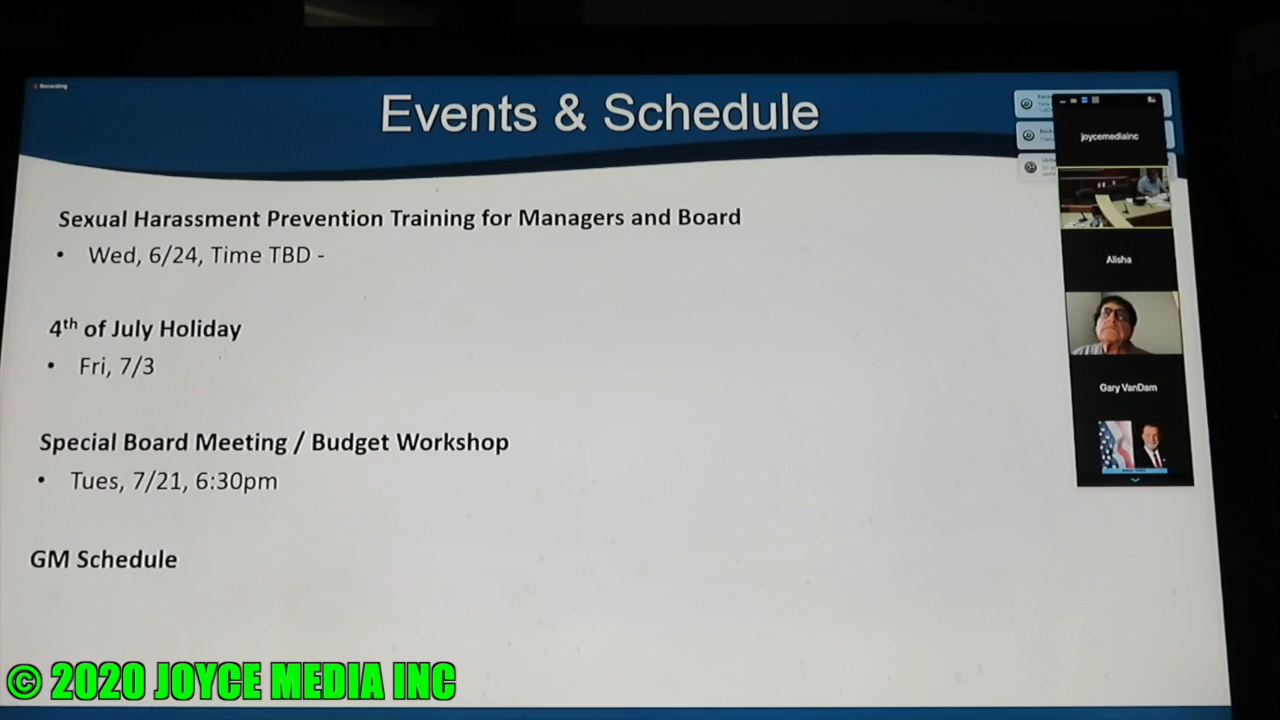 Recording
Events & Schedule
joycemediainc
Sexual Harassment Prevention Training for Managers and Board
• Wed, 6/24, Time TBD -
Alisha
4th of July Holiday
• Fri, 7/3
Gary VanDam
Special Board Meeting / Budget Workshop
• Tues, 7/21, 6:30pm
GM Schedule
© 2020 JOYCE MEDIA INC